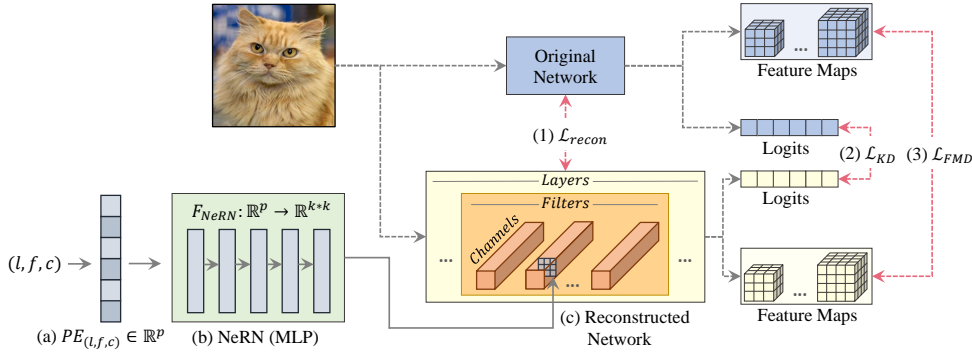 Original
Network
...
Feature Maps
(1) ℒ_recon
Logits
(2) ℒ_KD
(3) ℒ_FMD
Layers
Filters
Logits
F_NeRN: ℝ^p → ℝ^{k*k}
Channels
...
...
...
(l, f, c)
...
(a) PE_(l,f,c) ∈ ℝ^p
(b) NeRN (MLP)
(c) Reconstructed
Network
Feature Maps